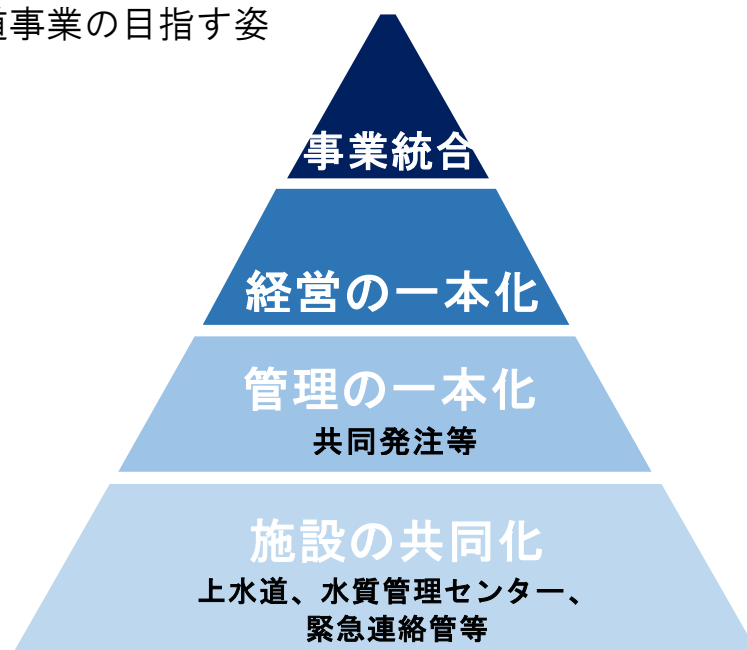 道事業の目指す姿
事業統合
経営の一本化
管理の一本化
共同発注等
施設の共同化
上水道、水質管理センター、
緊急連絡管等